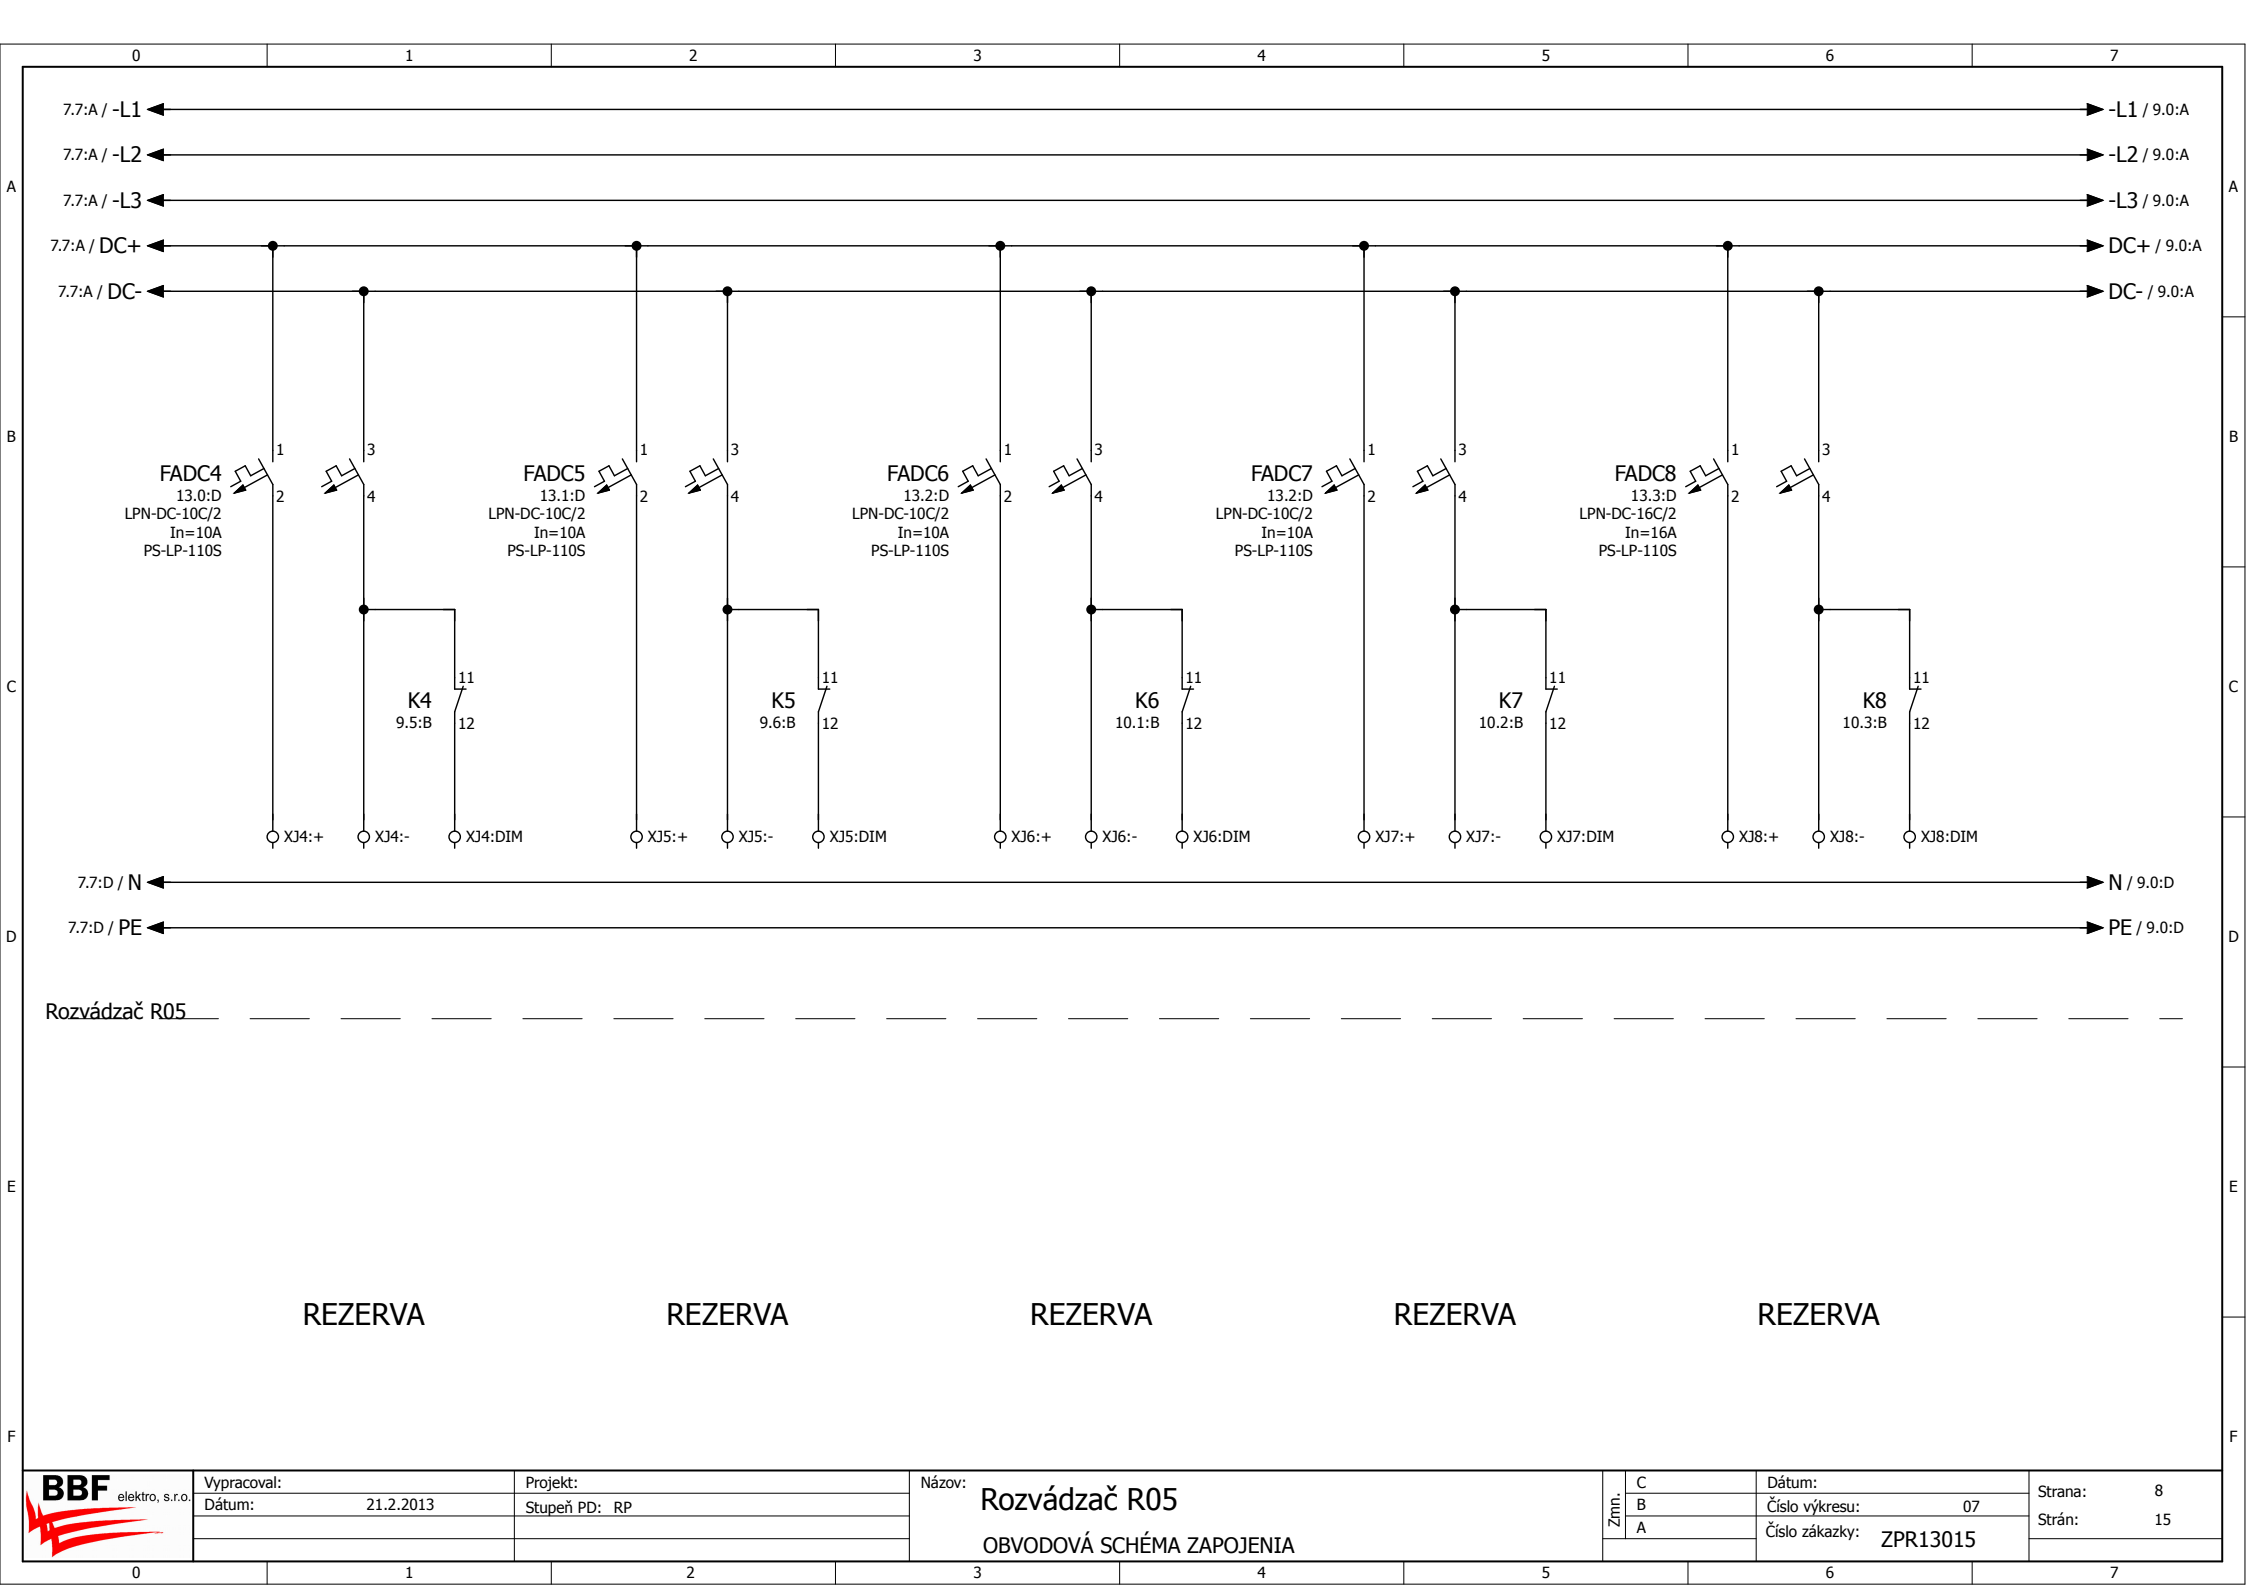 0 1 2 3 4 5 6 7
7.7:A / -L1 -L1 / 9.0:A
7.7:A / -L2 -L2 / 9.0:A
A A
7.7:A / -L3 -L3 / 9.0:A
7.7:A / DC+ DC+ / 9.0:A
7.7:A / DC- DC- / 9.0:A
B B
1 3 1 3 1 3 1 3 1 3
FADC4 FADC5 FADC6 FADC7 FADC8
13.0:D 2 4 13.1:D 2 4 13.2:D 2 4 13.2:D 2 4 13.3:D 2 4
LPN-DC-10C/2 LPN-DC-10C/2 LPN-DC-10C/2 LPN-DC-10C/2 LPN-DC-16C/2
In=10A In=10A In=10A In=10A In=16A
PS-LP-110S PS-LP-110S PS-LP-110S PS-LP-110S PS-LP-110S
11 11 11 11 11
C C
K4 K5 K6 K7 K8
9.5:B 12 9.6:B 12 10.1:B 12 10.2:B 12 10.3:B 12
XJ4:+ XJ4:- XJ4:DIM XJ5:+ XJ5:- XJ5:DIM XJ6:+ XJ6:- XJ6:DIM XJ7:+ XJ7:- XJ7:DIM XJ8:+ XJ8:- XJ8:DIM
7.7:D / N N / 9.0:D
7.7:D / PE PE / 9.0:D
D D
Rozvádzač R05
E E
REZERVA REZERVA REZERVA REZERVA REZERVA
F F
BBF elektro, s.r.o.
Vypracoval:
Dátum: 21.2.2013
Projekt:
Stupeň PD: RP
Názov: Rozvádzač R05
OBVODOVÁ SCHÉMA ZAPOJENIA
Zmn.
C
B
A
Dátum:
Číslo výkresu: 07
Číslo zákazky: ZPR13015
Strana: 8
Strán: 15
0 1 2 3 4 5 6 7